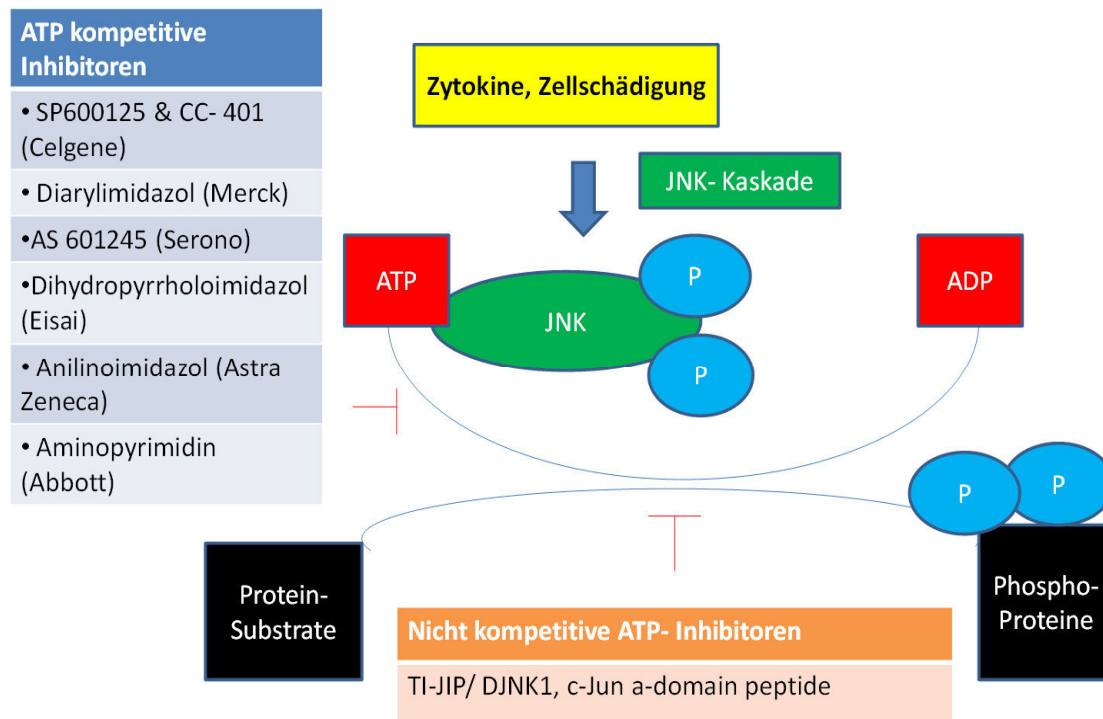 ATP kompetitive
Inhibitoren
• SP600125 & CC- 401
(Celgene)
• Diarylimidazol (Merck)
•AS 601245 (Serono)
•Dihydropyrrholoimidazol
(Eisai)
• Anilinoimidazol (Astra
Zeneca)
• Aminopyrimidin
(Abbott)
Zytokine, Zellschädigung
JNK- Kaskade
ATP
JNK
P
P
ADP
P
P
Protein-
Substrate
Phospho-
Proteine
Nicht kompetitive ATP- Inhibitoren
TI-JIP/ DJNK1, c-Jun a-domain peptide